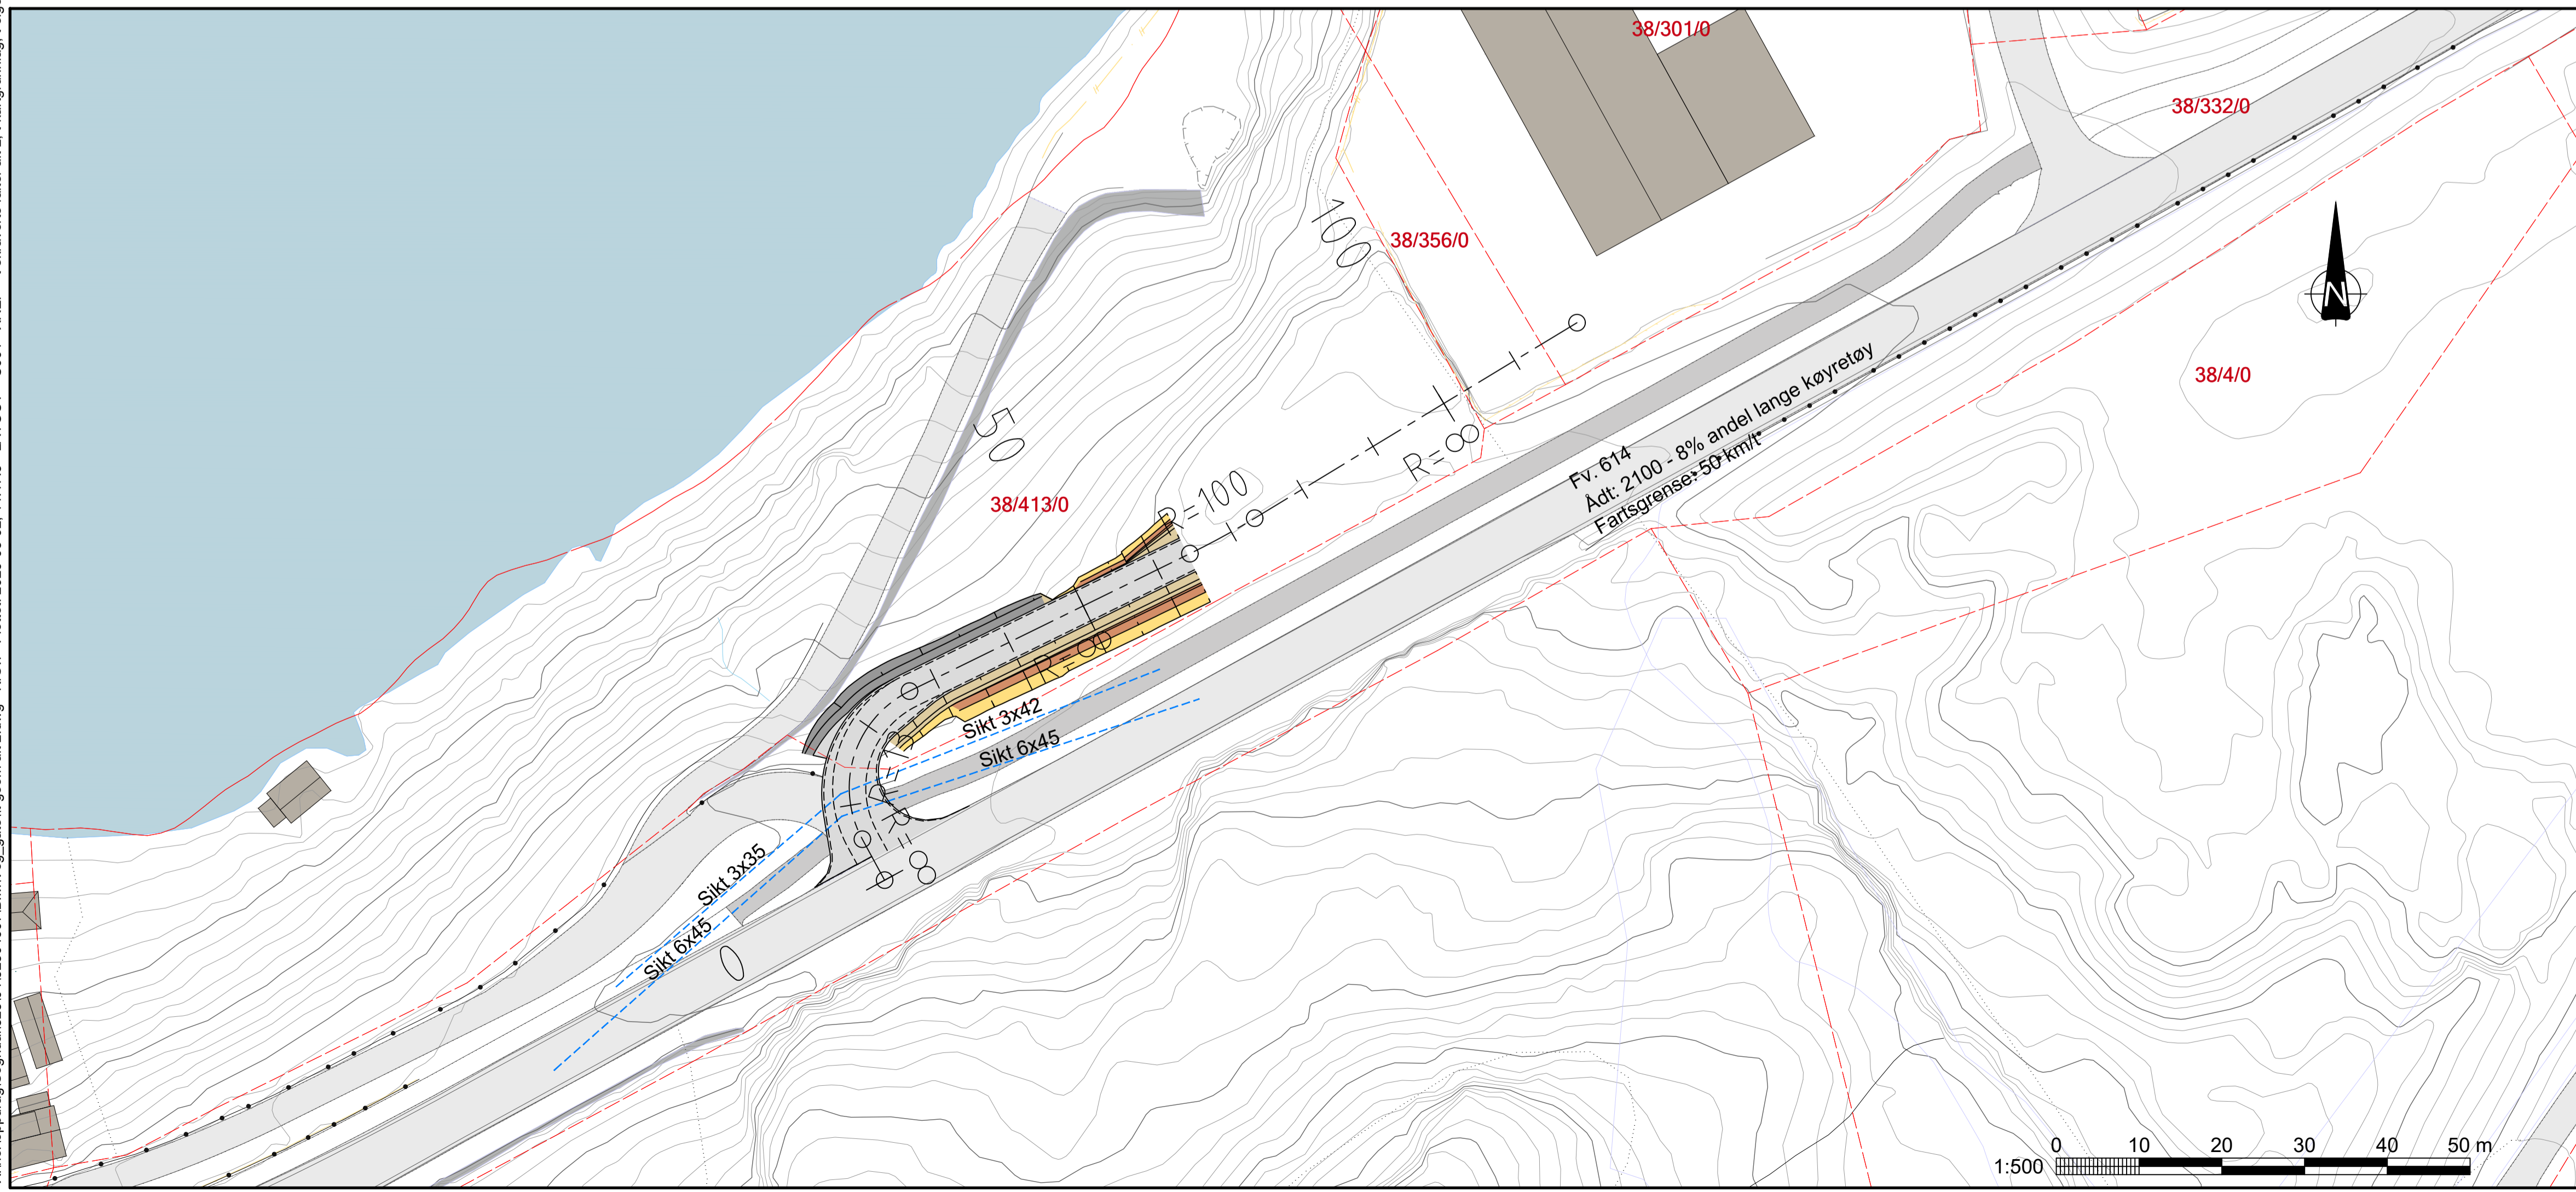 38/301/0
38/332/0
38/356/0
100
N
38/4/0
50
R=∞
Fv. 614
Ådt: 2100 - 8% andel lange køyretøy
Fartsgrense: 50 km/t
38/413/0
R=100
R=∞
Sikt 3x42
Sikt 6x45
Sikt 3x35
Sikt 6x45
0
0 10 20 30 40 50 m
1:500